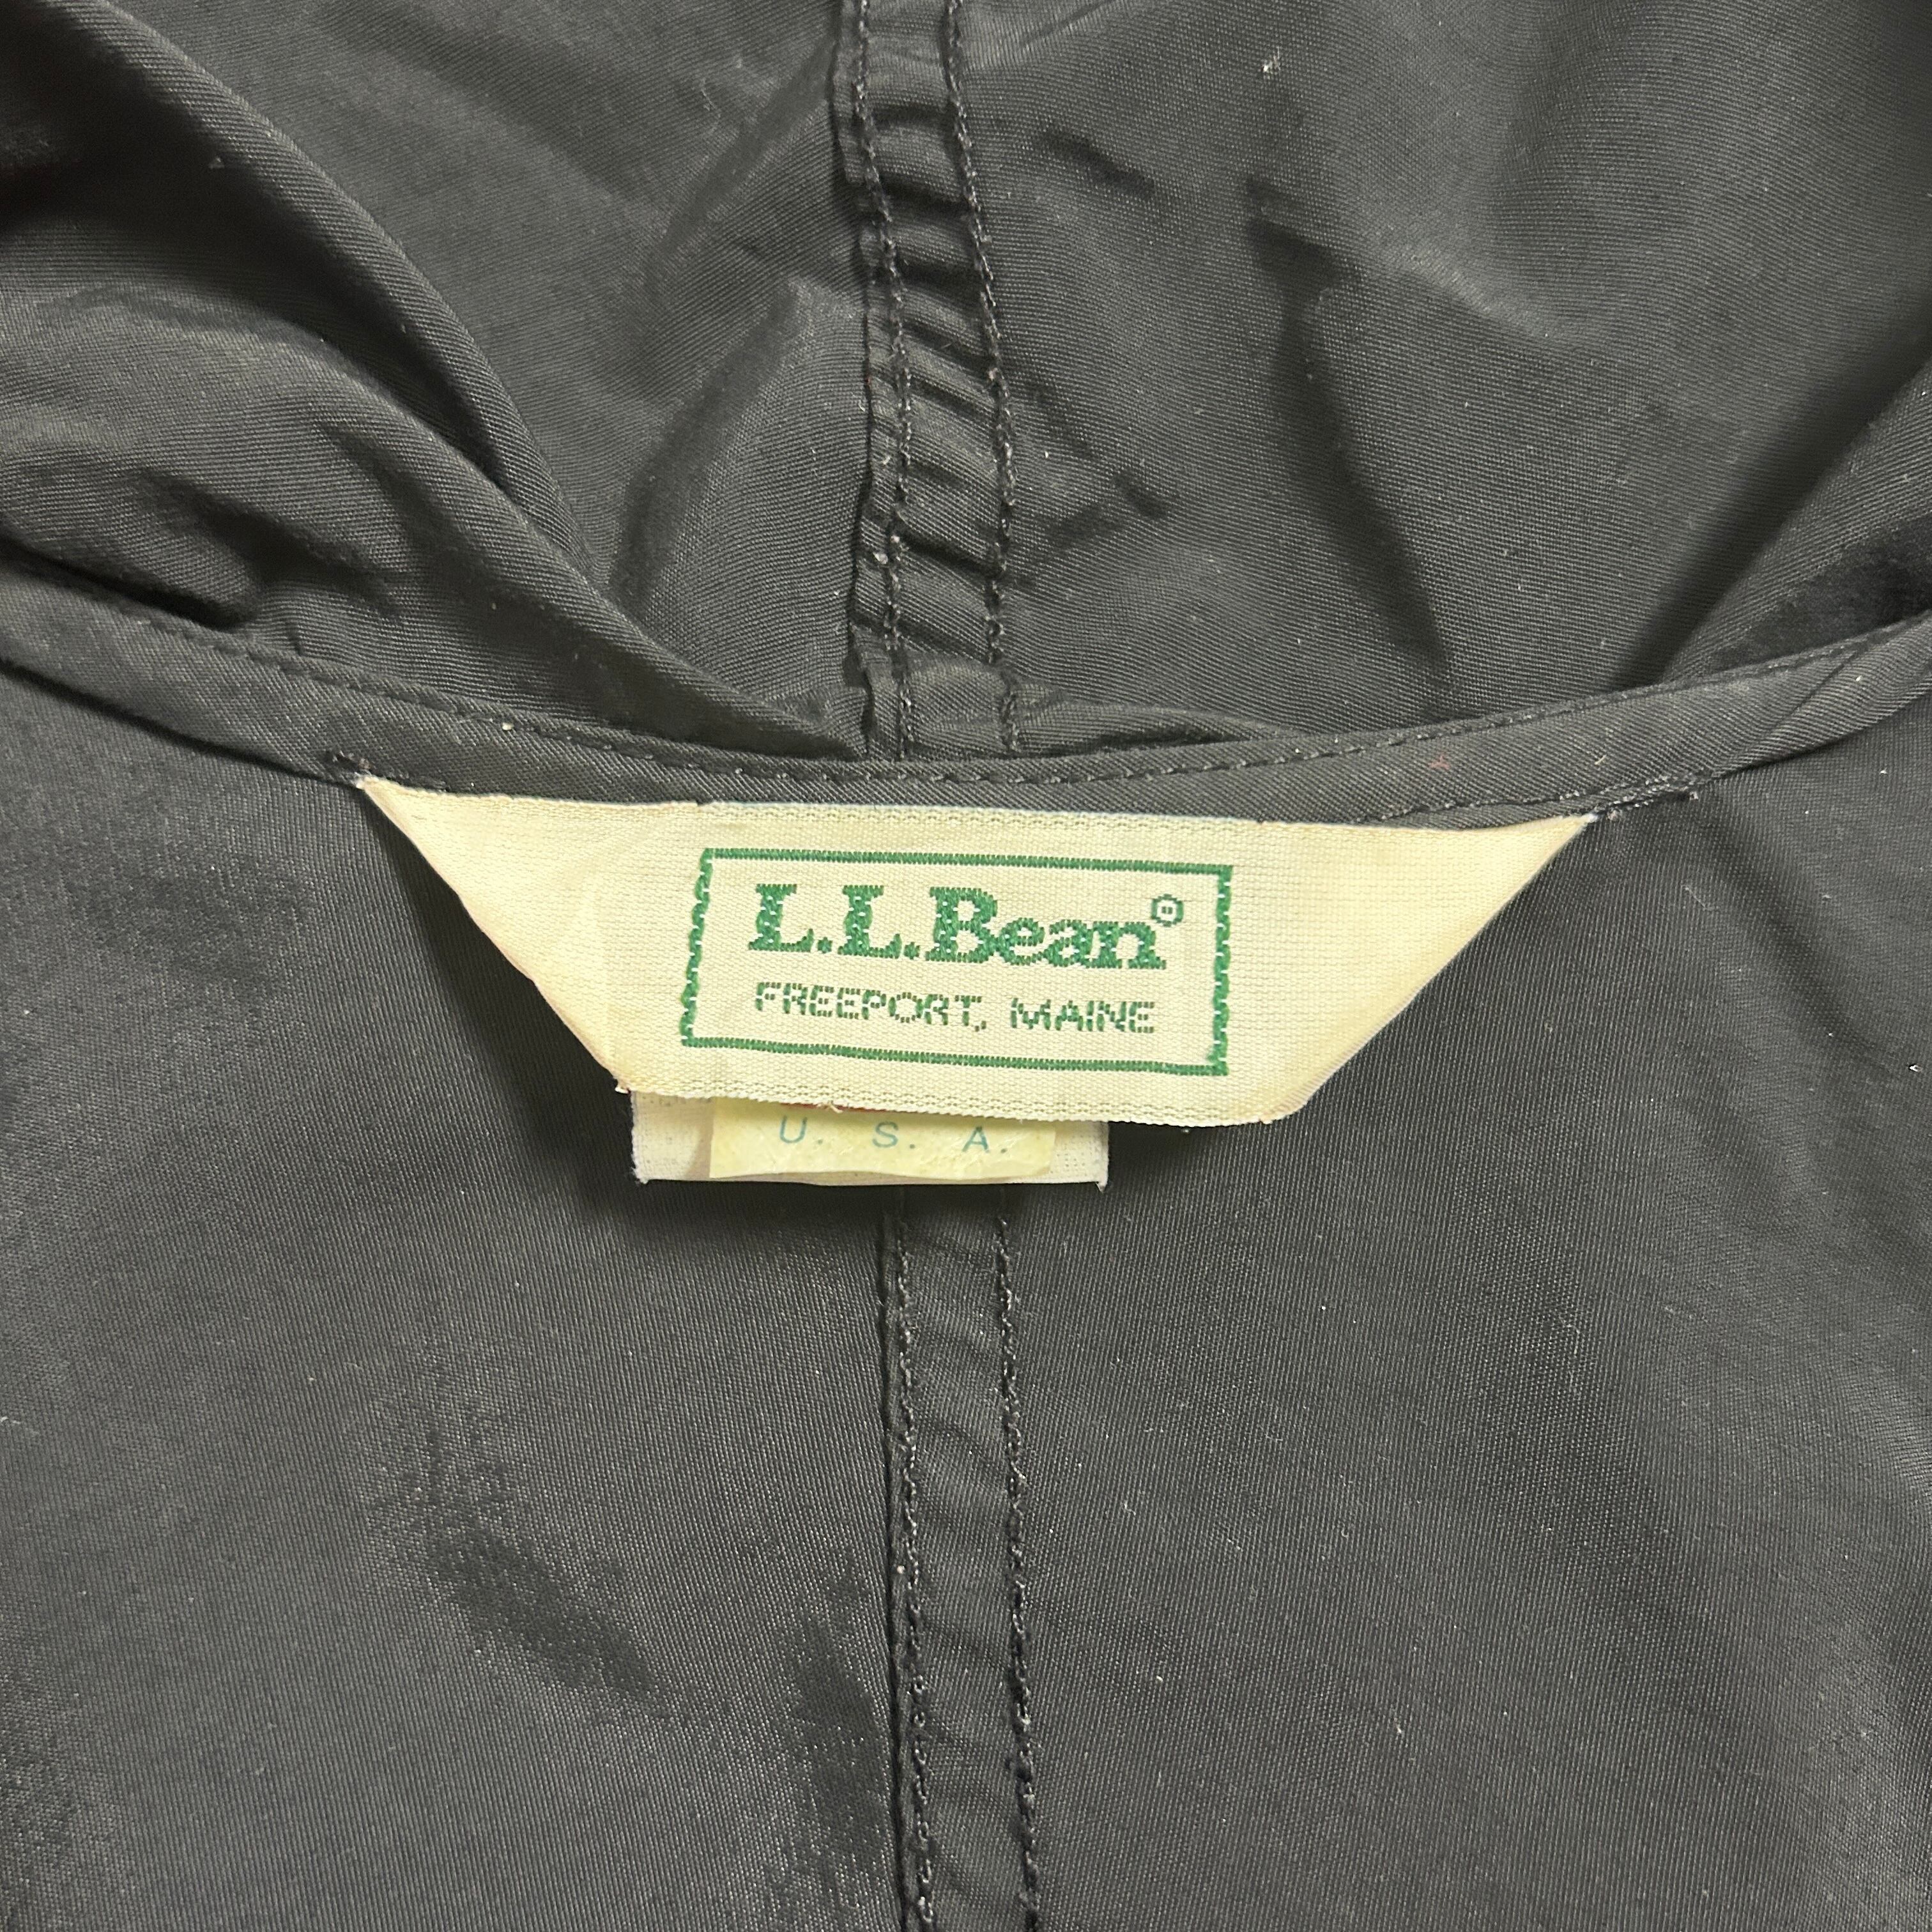 L.L.Bean®
FREEPORT, MAINE
U. S. A.